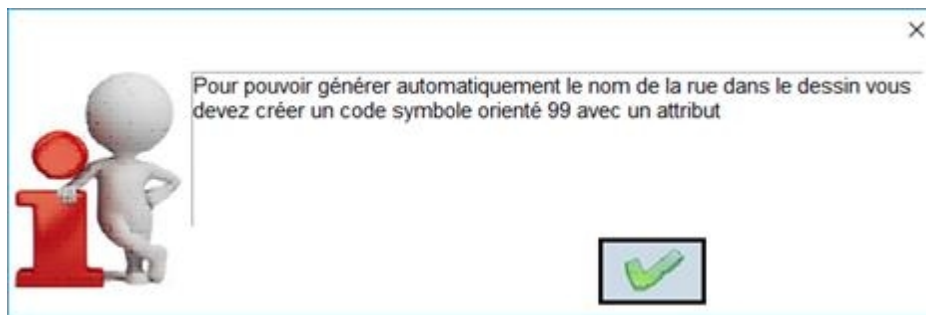 Pour pouvoir générer automatiquement le nom de la rue dans le dessin vous
devez créer un code symbole orienté 99 avec un attribut